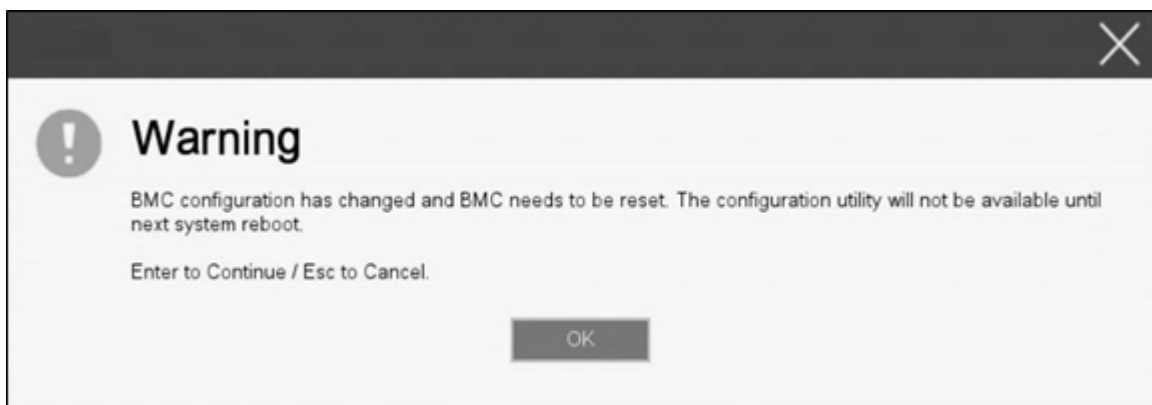 Warning
BMC configuration has changed and BMC needs to be reset. The configuration utility will not be available until
next system reboot.
Enter to Continue / Esc to Cancel.
OK